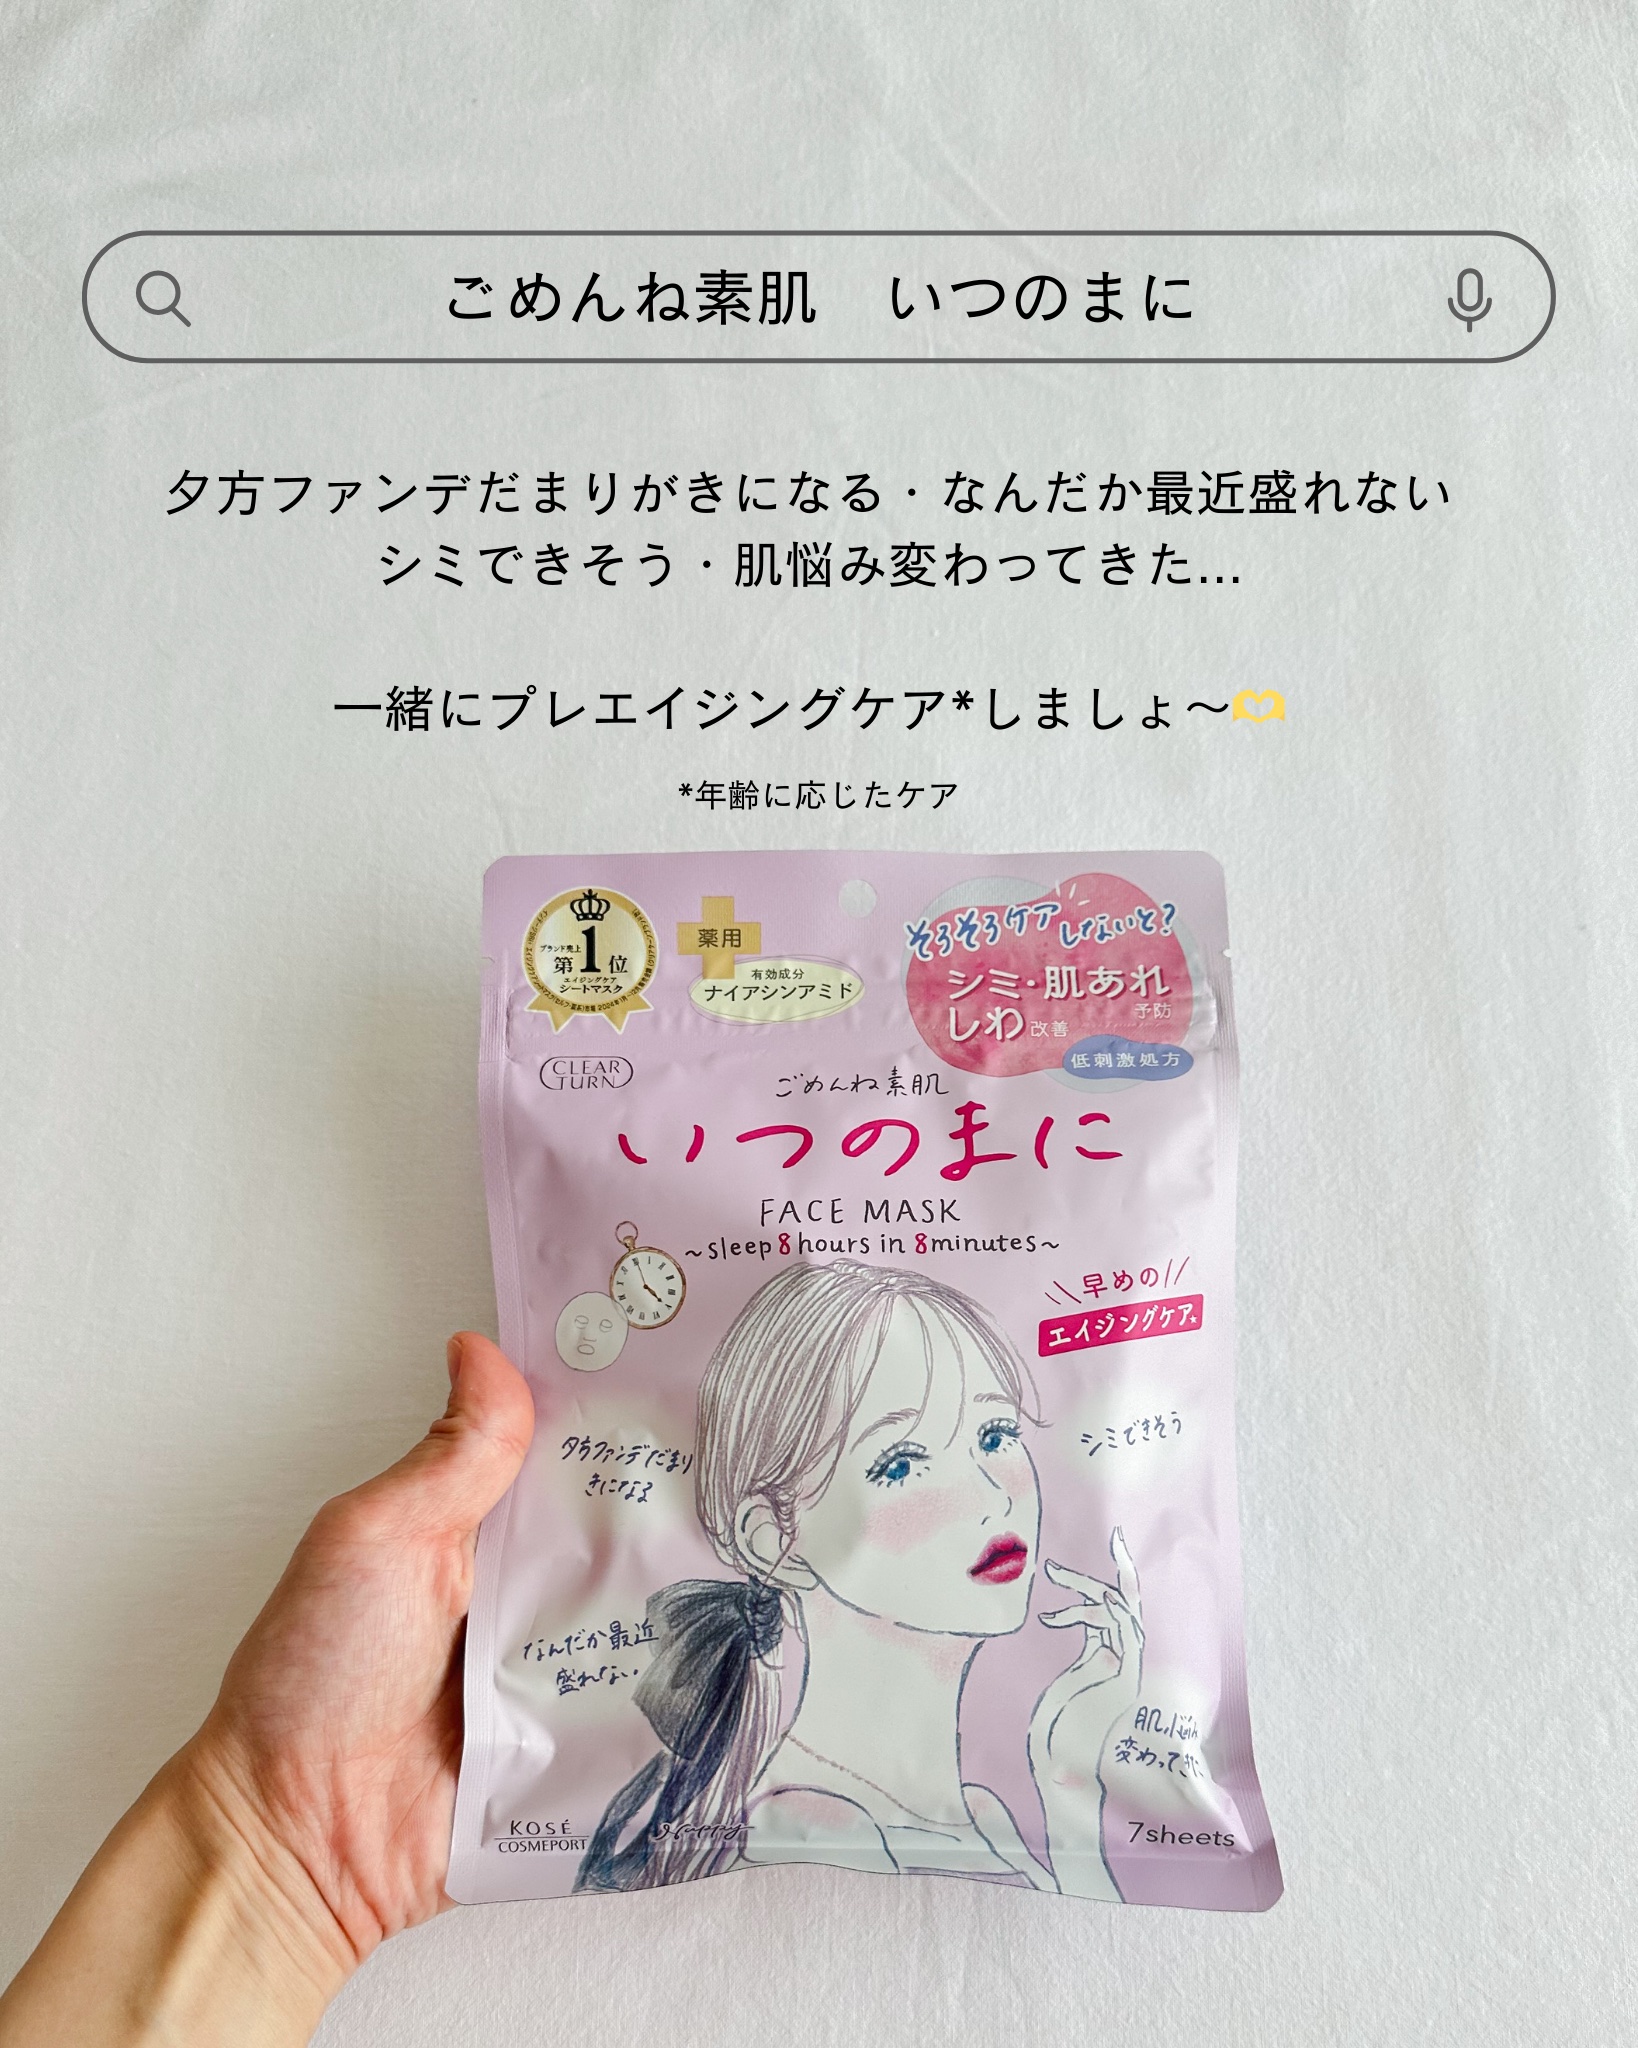 ごめんね素肌　いつのまに
夕方ファンデだまりがきになる・なんだか最近盛れない
シミできそう・肌悩み変わってきた...
一緒にプレエイジングケア*しましょ〜🫶
*年齢に応じたケア
ブランド売上
第1位
エイジングケア
シートマスク
薬用
有効成分
ナイアシンアミド
そろそろケアしないと?
シミ・肌あれ
予防
しわ改善
低刺激処方
CLEAR
TURN
ごめんね素肌
いつのまに
FACE MASK
~sleep 8 hours in 8 minutes~
\\早めの//
エイジングケア★
夕方ファンデだまり
きになる
シミできそう
なんだか最近
盛れない。
肌悩み
変わってきた
KOSÉ
COSMEPORT
7sheets